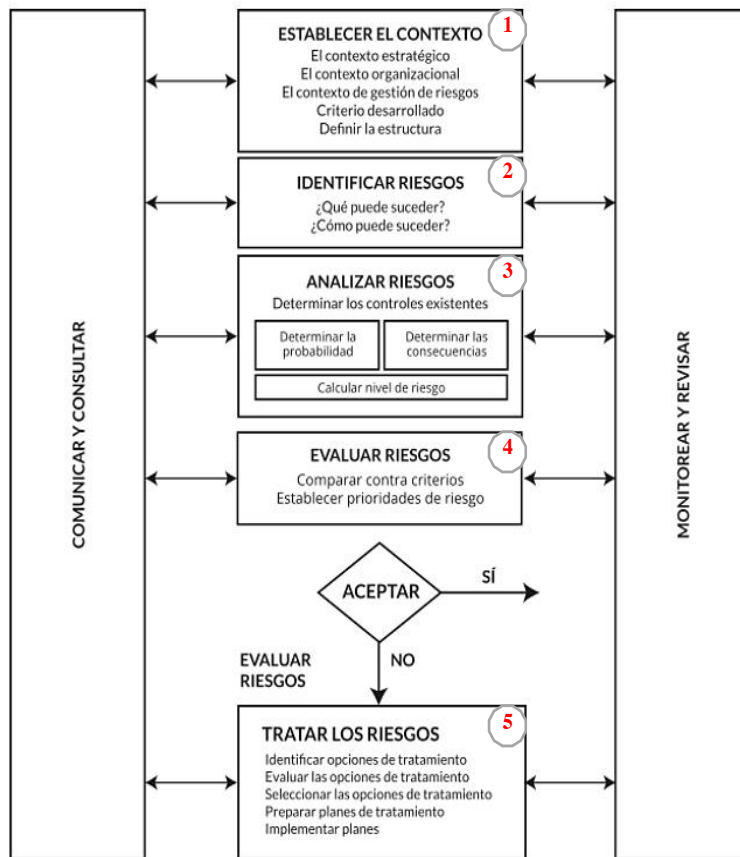 1
ESTABLECER EL CONTEXTO
El contexto estratégico
El contexto organizacional
El contexto de gestión de riesgos
Criterio desarrollado
Definir la estructura
2
IDENTIFICAR RIESGOS
¿Qué puede suceder?
¿Cómo puede suceder?
3
ANALIZAR RIESGOS
Determinar los controles existentes
Determinar la
probabilidad
Determinar las
consecuencias
Calcular nivel de riesgo
4
EVALUAR RIESGOS
Comparar contra criterios
Establecer prioridades de riesgo
ACEPTAR
SÍ
NO
EVALUAR
RIESGOS
5
TRATAR LOS RIESGOS
Identificar opciones de tratamiento
Evaluar las opciones de tratamiento
Seleccionar las opciones de tratamiento
Preparar planes de tratamiento
Implementar planes
COMUNICAR Y CONSULTAR
MONITOREAR Y REVISAR